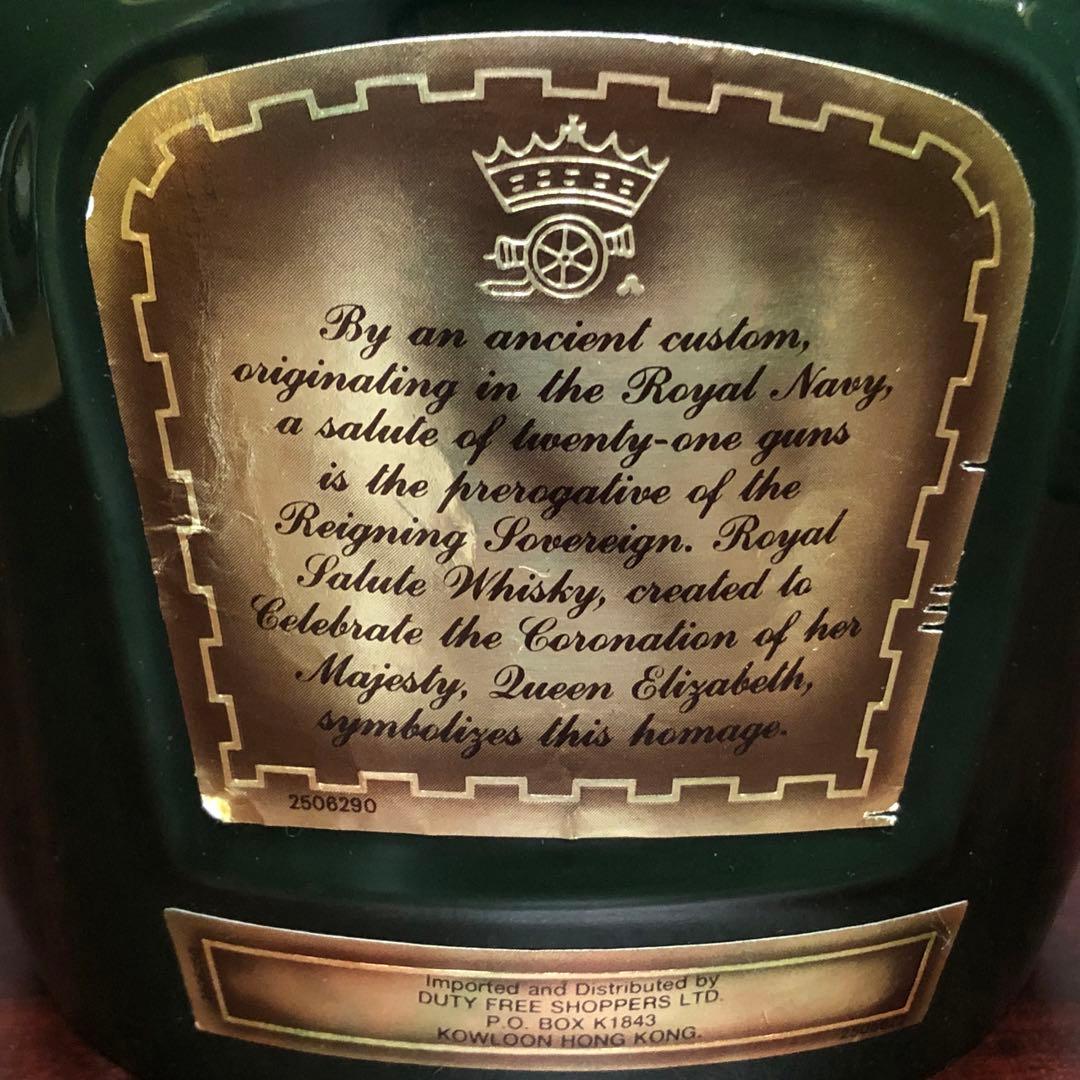 By an ancient custom,
originating in the Royal Navy,
a salute of twenty-one guns
is the prerogative of the
Reigning Sovereign. Royal
Salute Whisky, created to
Celebrate the Coronation of her
Majesty, Queen Elizabeth,
symbolizes this homage.
2506290
Imported and Distributed by
DUTY FREE SHOPPERS LTD.
P.O. BOX K1843
KOWLOON HONG KONG.